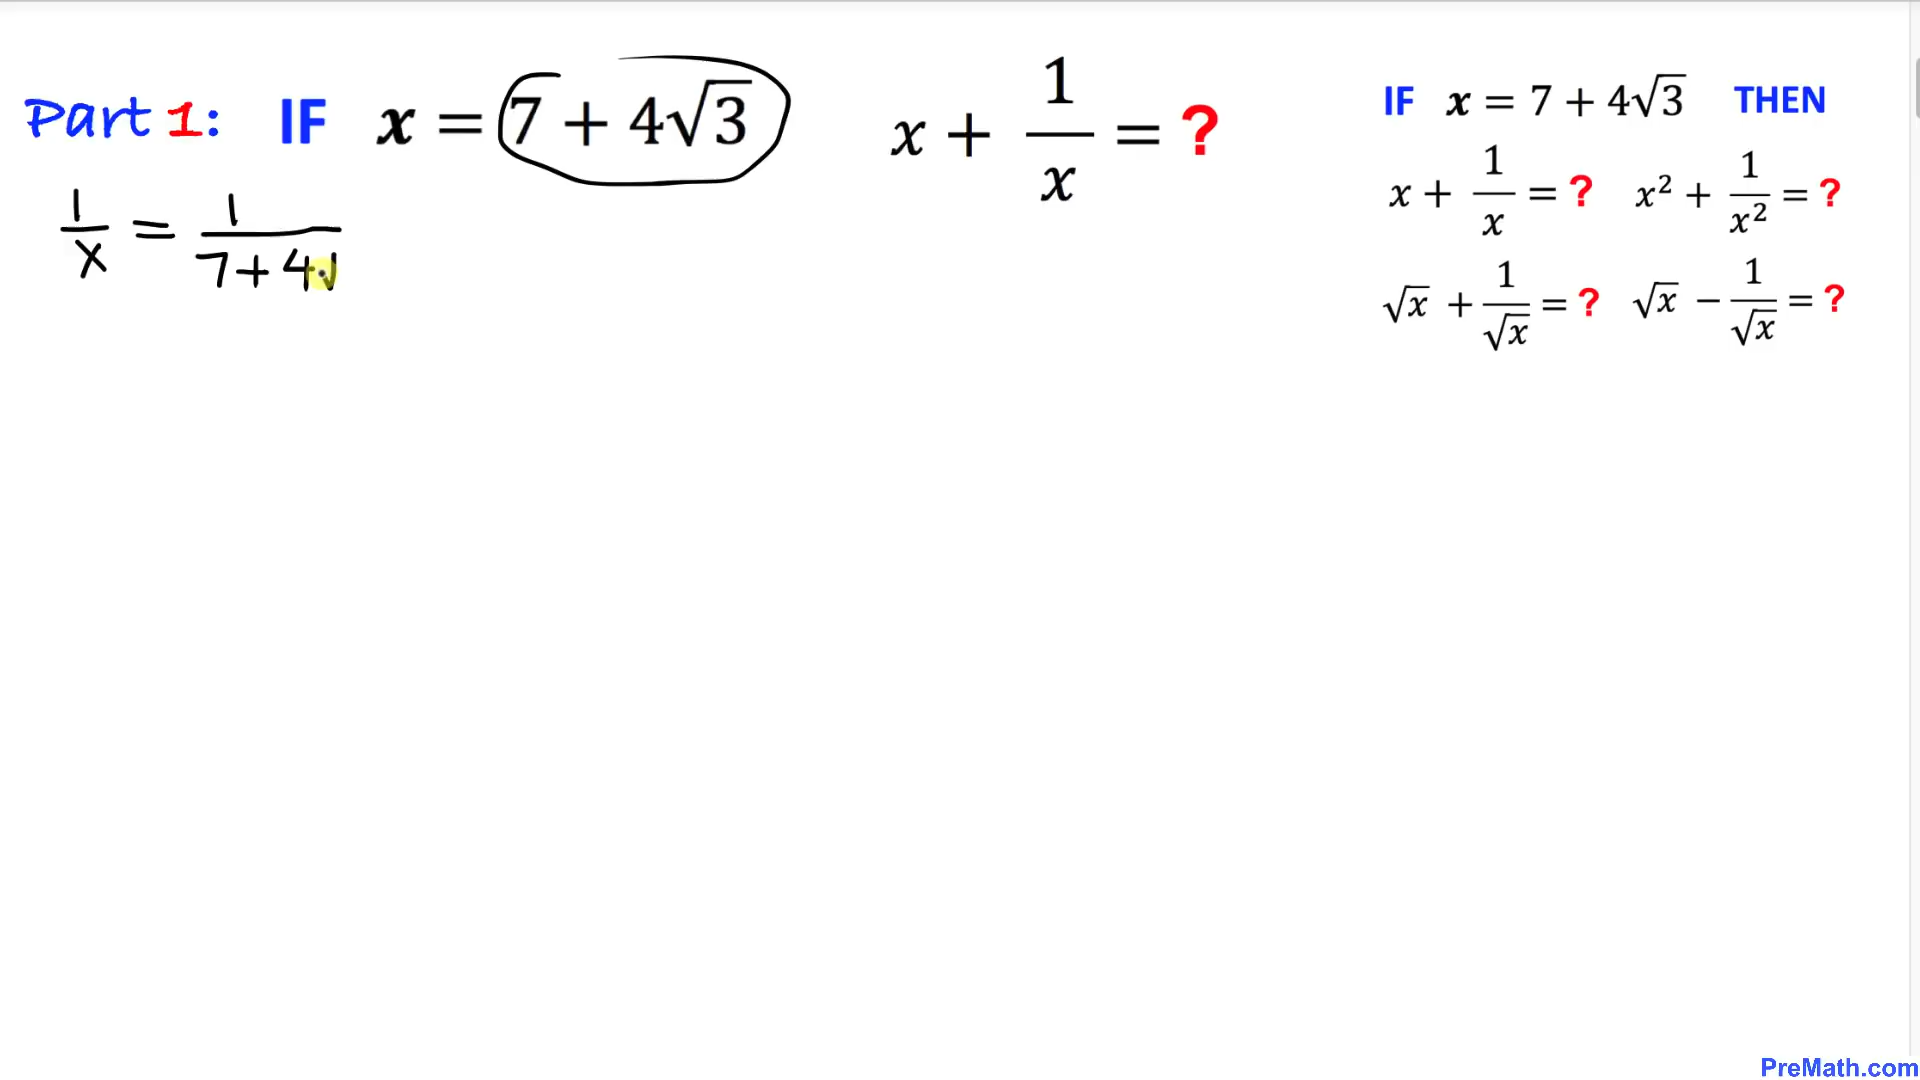 Part 1: IF x = 7 + 4√3 x + 1/x = ?
1/x = 1/(7+4√
IF x = 7 + 4√3 THEN
x + 1/x = ? x² + 1/x² = ?
√x + 1/√x = ? √x − 1/√x = ?
PreMath.com